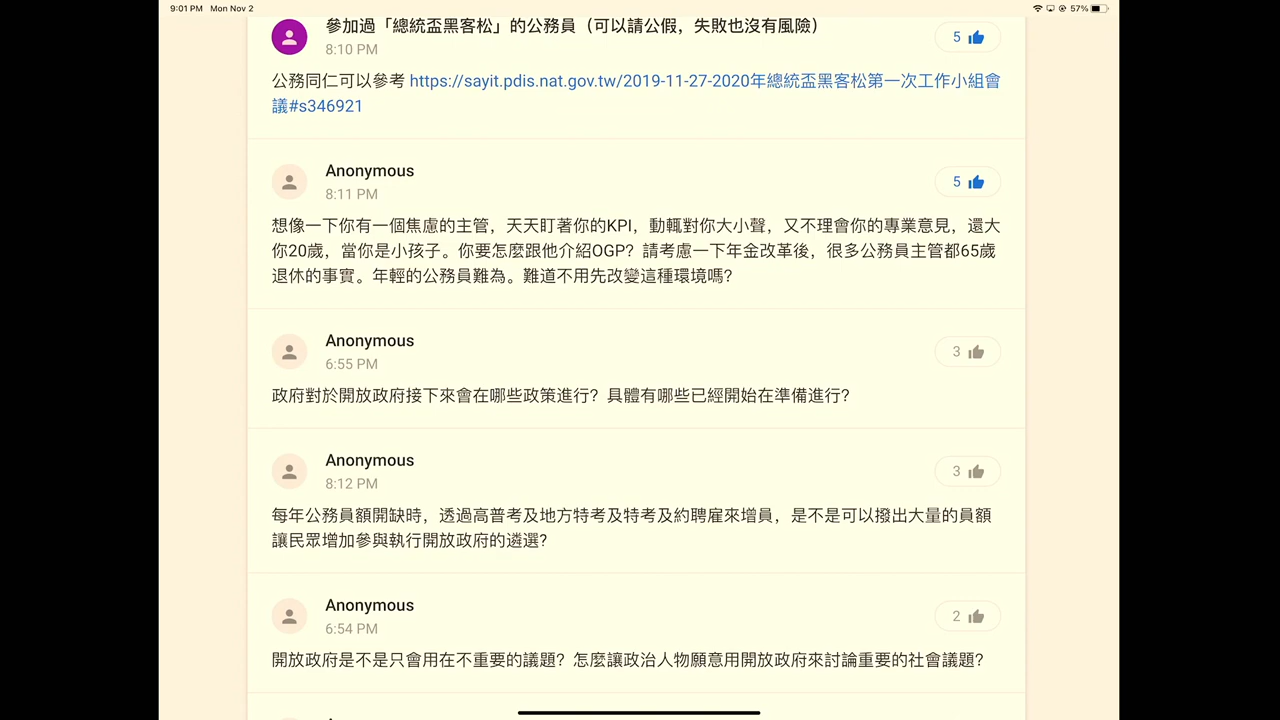 9:01 PM Mon Nov 2
57%
參加過「總統盃黑客松」的公務員（可以請公假，失敗也沒有風險）
8:10 PM
5
公務同仁可以參考 https://sayit.pdis.nat.gov.tw/2019-11-27-2020年總統盃黑客松第一次工作小組會
議#s346921
Anonymous
8:11 PM
5
想像一下你有一個焦慮的主管，天天盯著你的KPI，動輒對你大小聲，又不理會你的專業意見，還大
你20歲，當你是小孩子。你要怎麼跟他介紹OGP？請考慮一下年金改革後，很多公務員主管都65歲
退休的事實。年輕的公務員難為。難道不用先改變這種環境嗎?
Anonymous
6:55 PM
3
政府對於開放政府接下來會在哪些政策進行？具體有哪些已經開始在準備進行?
Anonymous
8:12 PM
3
每年公務員額開缺時，透過高普考及地方特考及特考及約聘雇來增員，是不是可以撥出大量的員額
讓民眾增加參與執行開放政府的遴選?
Anonymous
6:54 PM
2
開放政府是不是只會用在不重要的議題？怎麼讓政治人物願意用開放政府來討論重要的社會議題?